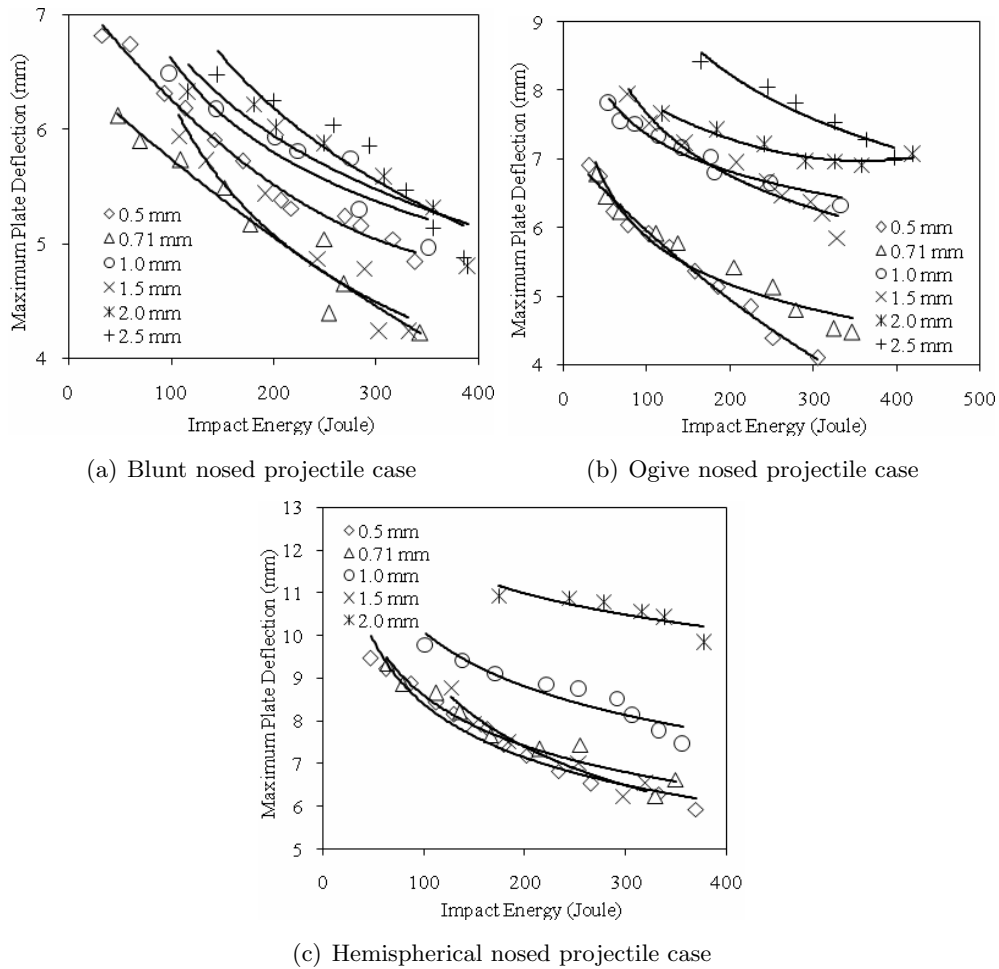 Maximum Plate Deflection (mm)
7
6
5
4
0.5 mm
0.71 mm
1.0 mm
1.5 mm
2.0 mm
2.5 mm
0 100 200 300 400
Impact Energy (Joule)
(a) Blunt nosed projectile case
Maximum Plate Deflection (mm)
9
8
7
6
5
4
0.5 mm
0.71 mm
1.0 mm
1.5 mm
2.0 mm
2.5 mm
0 100 200 300 400 500
Impact Energy (Joule)
(b) Ogive nosed projectile case
Maximum Plate Deflection (mm)
13
12
11
10
9
8
7
6
5
0.5 mm
0.71 mm
1.0 mm
1.5 mm
2.0 mm
0 100 200 300 400
Impact Energy (Joule)
(c) Hemispherical nosed projectile case